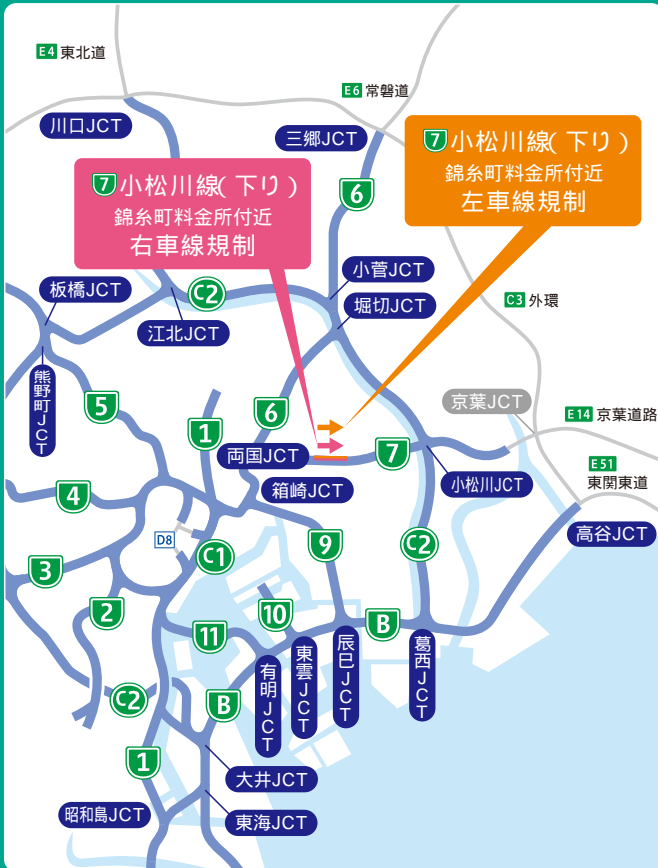 E4 東北道
E6 常磐道
川口JCT
三郷JCT
7 小松川線(下り)
錦糸町料金所付近
左車線規制
7 小松川線(下り)
錦糸町料金所付近
右車線規制
6
小菅JCT
板橋JCT
C2
堀切JCT
C3 外環
江北JCT
熊野町JCT
5
6
1
京葉JCT
E14 京葉道路
両国JCT
7
E51
東関東道
小松川JCT
箱崎JCT
4
高谷JCT
D8
C1
9
C2
3
2
10
B
11
辰巳JCT
葛西JCT
東雲JCT
有明JCT
C2
B
1
大井JCT
昭和島JCT
東海JCT